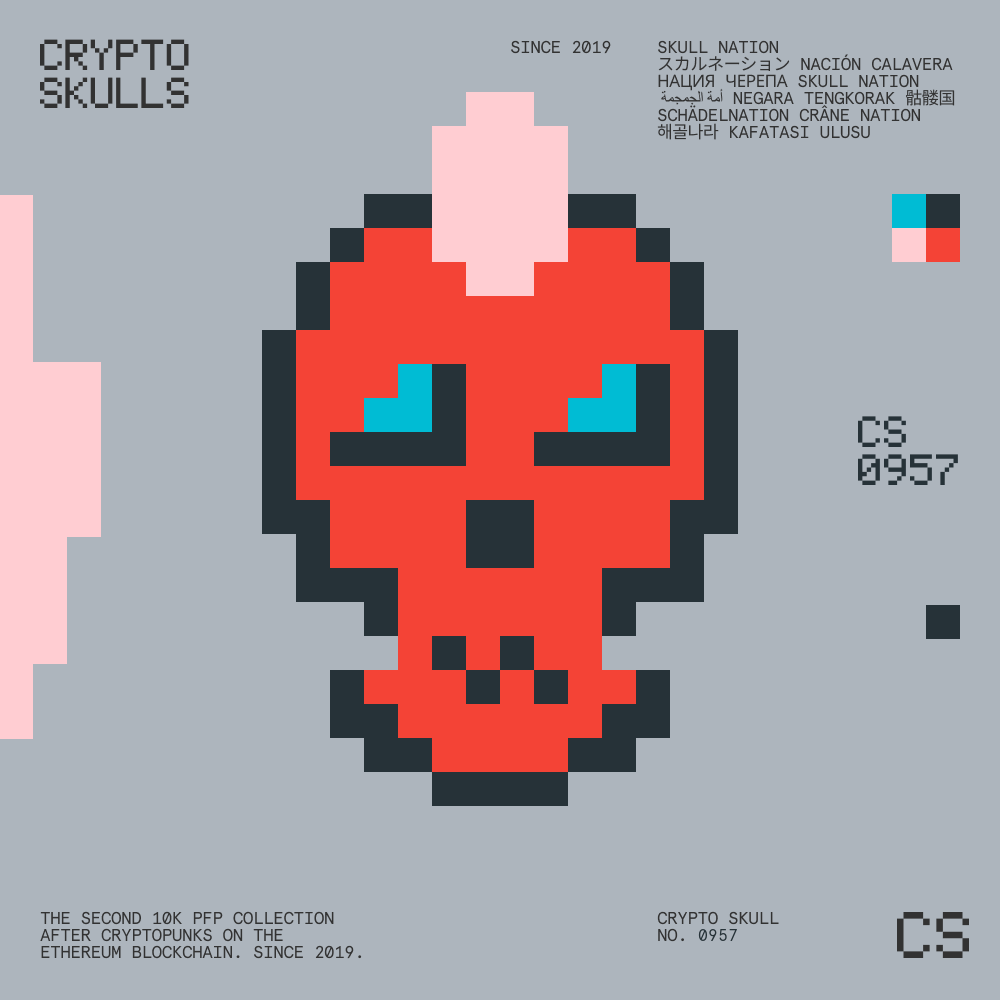 CRYPTO
SKULLS
SINCE 2019
SKULL NATION
スカルネーション NACIÓN CALAVERA
НАЦИЯ ЧЕРЕПА SKULL NATION
أمة الجمجمة NEGARA TENGKORAK 骷髅国
SCHÄDELNATION CRÂNE NATION
해골나라 KAFATASI ULUSU
CS
0957
THE SECOND 10K PFP COLLECTION
AFTER CRYPTOPUNKS ON THE
ETHEREUM BLOCKCHAIN. SINCE 2019.
CRYPTO SKULL
NO. 0957
CS